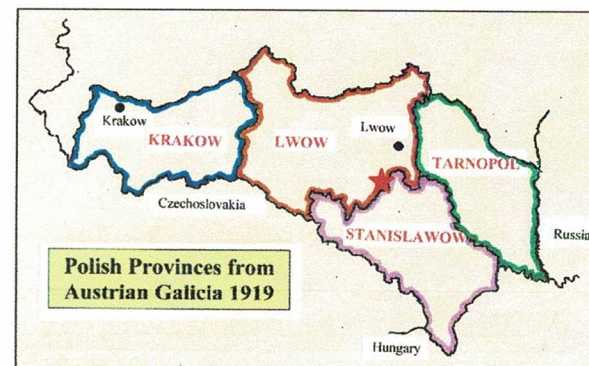 Krakow
KRAKOW
LWOW
Lwow
TARNOPOL
Czechoslovakia
STANISLAWOW
Russia
Polish Provinces from
Austrian Galicia 1919
Hungary